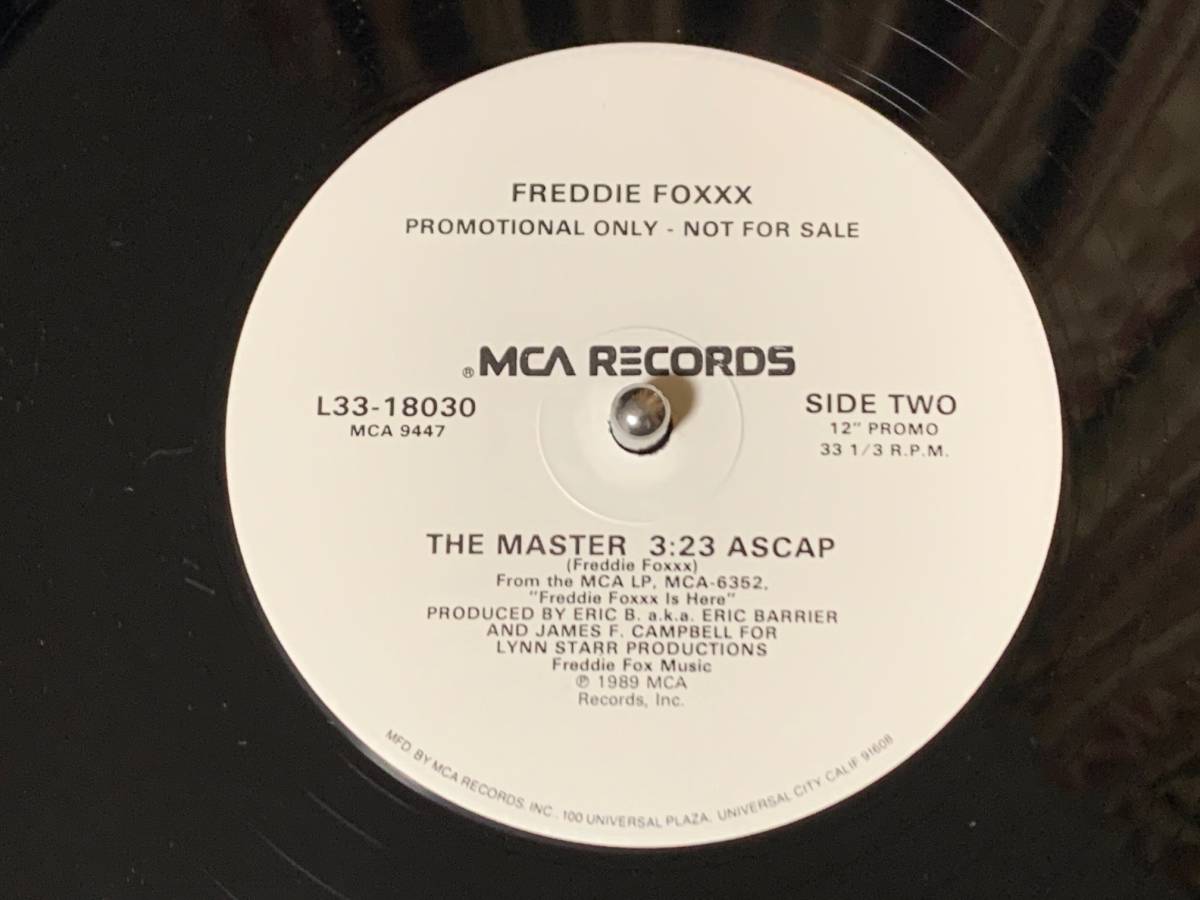 FREDDIE FOXXX
PROMOTIONAL ONLY - NOT FOR SALE
® MCA RECORDS
L33-18030
MCA 9447
SIDE TWO
12" PROMO
33 1/3 R.P.M.
THE MASTER 3:23 ASCAP
(Freddie Foxxx)
From the MCA LP, MCA-6352,
"Freddie Foxxx Is Here"
PRODUCED BY ERIC B. a.k.a. ERIC BARRIER
AND JAMES F. CAMPBELL FOR
LYNN STARR PRODUCTIONS
Freddie Fox Music
℗ 1989 MCA
Records, Inc.
MFD. BY MCA RECORDS, INC., 100 UNIVERSAL PLAZA, UNIVERSAL CITY, CALIF 91608